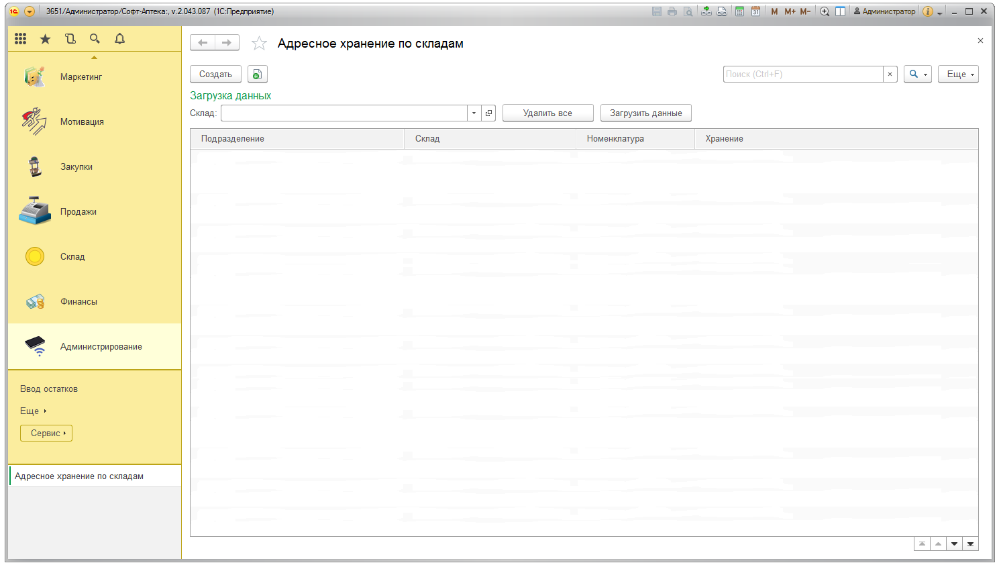 3651/Администратор/Софт-Аптека:, v.2.043.087 (1С:Предприятие)
M M+ M- Администратор
31
Адресное хранение по складам
Маркетинг
Мотивация
Закупки
Продажи
Склад
Финансы
Администрирование
Ввод остатков
Еще
Сервис
Адресное хранение по складам
Создать
Поиск (Ctrl+F)
Еще
Загрузка данных
Склад:
Удалить все
Загрузить данные
Подразделение Склад Номенклатура Хранение